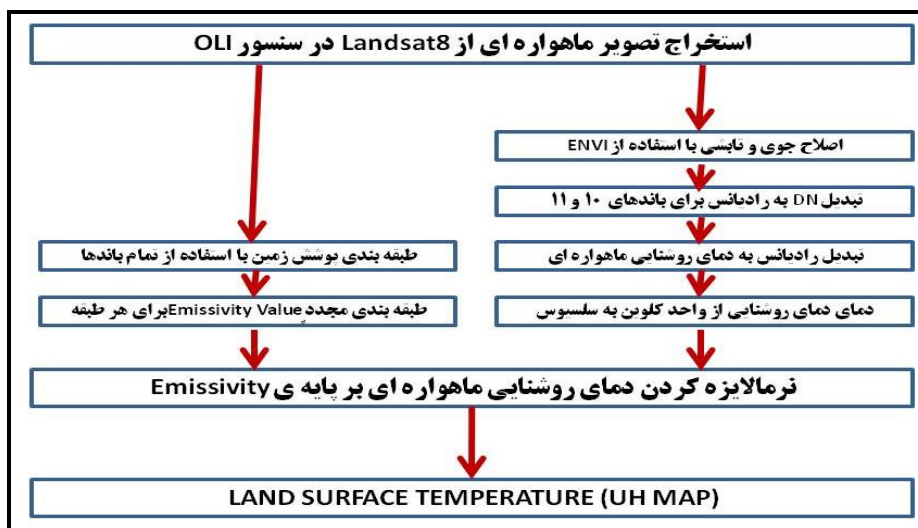 استخراج تصویر ماهواره ای از Landsat8 در سنسور OLI
اصلاح جوی و تابشی با استفاده از ENVI
تبدیل DN به رادیانس برای باندهای ۱۰ و ۱۱
تبدیل رادیانس به دمای روشنایی ماهواره ای
دمای دمای روشنایی از واحد کلوین به سلسیوس
طبقه بندی پوشش زمین با استفاده از تمام باندها
طبقه بندی مجدد Emissivity Value برای هر طبقه
نرمالایزه کردن دمای روشنایی ماهواره ای بر پایه ی Emissivity
LAND SURFACE TEMPERATURE (UH MAP)